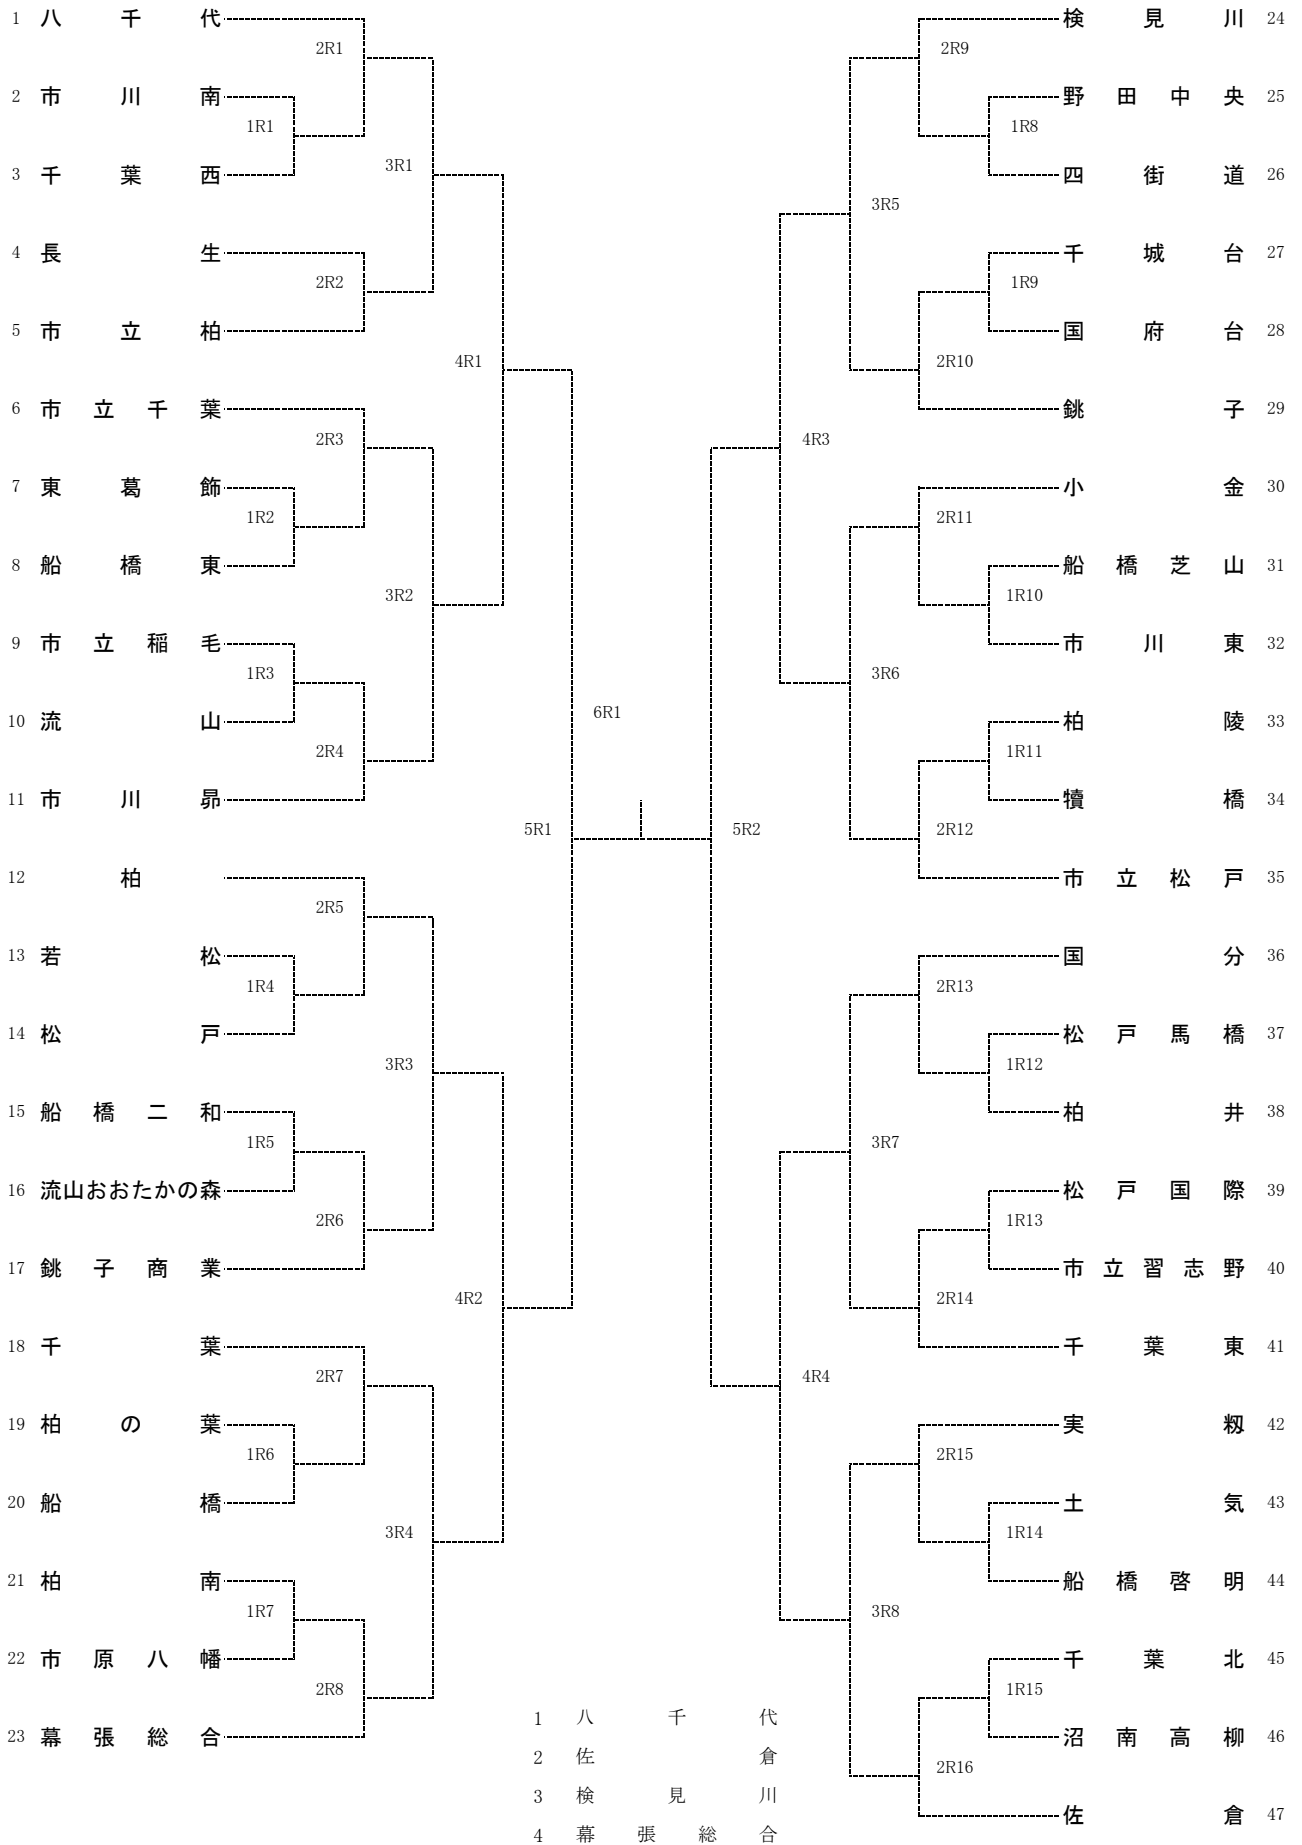 1 八千代
2R1
2 市川南
1R1
3 千葉西
3R1
4 長生
2R2
5 市立柏
4R1
6 市立千葉
2R3
7 東葛飾
1R2
8 船橋東
3R2
9 市立稲毛
1R3
10 流山
2R4
11 市川昴
5R1
12 柏
2R5
13 若松
1R4
14 松戸
3R3
15 船橋二和
1R5
16 流山おおたかの森
2R6
17 銚子商業
4R2
18 千葉
2R7
19 柏の葉
1R6
20 船橋
3R4
21 柏南
1R7
22 市原八幡
2R8
23 幕張総合
6R1
検見川 24
2R9
野田中央 25
1R8
四街道 26
3R5
千城台 27
1R9
国府台 28
2R10
銚子 29
4R3
小金 30
2R11
船橋芝山 31
1R10
市川東 32
3R6
柏陵 33
1R11
犢橋 34
2R12
5R2
市立松戸 35
国分 36
2R13
松戸馬橋 37
1R12
柏井 38
3R7
松戸国際 39
1R13
市立習志野 40
2R14
千葉東 41
4R4
実籾 42
2R15
土気 43
1R14
船橋啓明 44
3R8
千葉北 45
1R15
沼南高柳 46
2R16
佐倉 47
1 八千代
2 佐倉
3 検見川
4 幕張総合